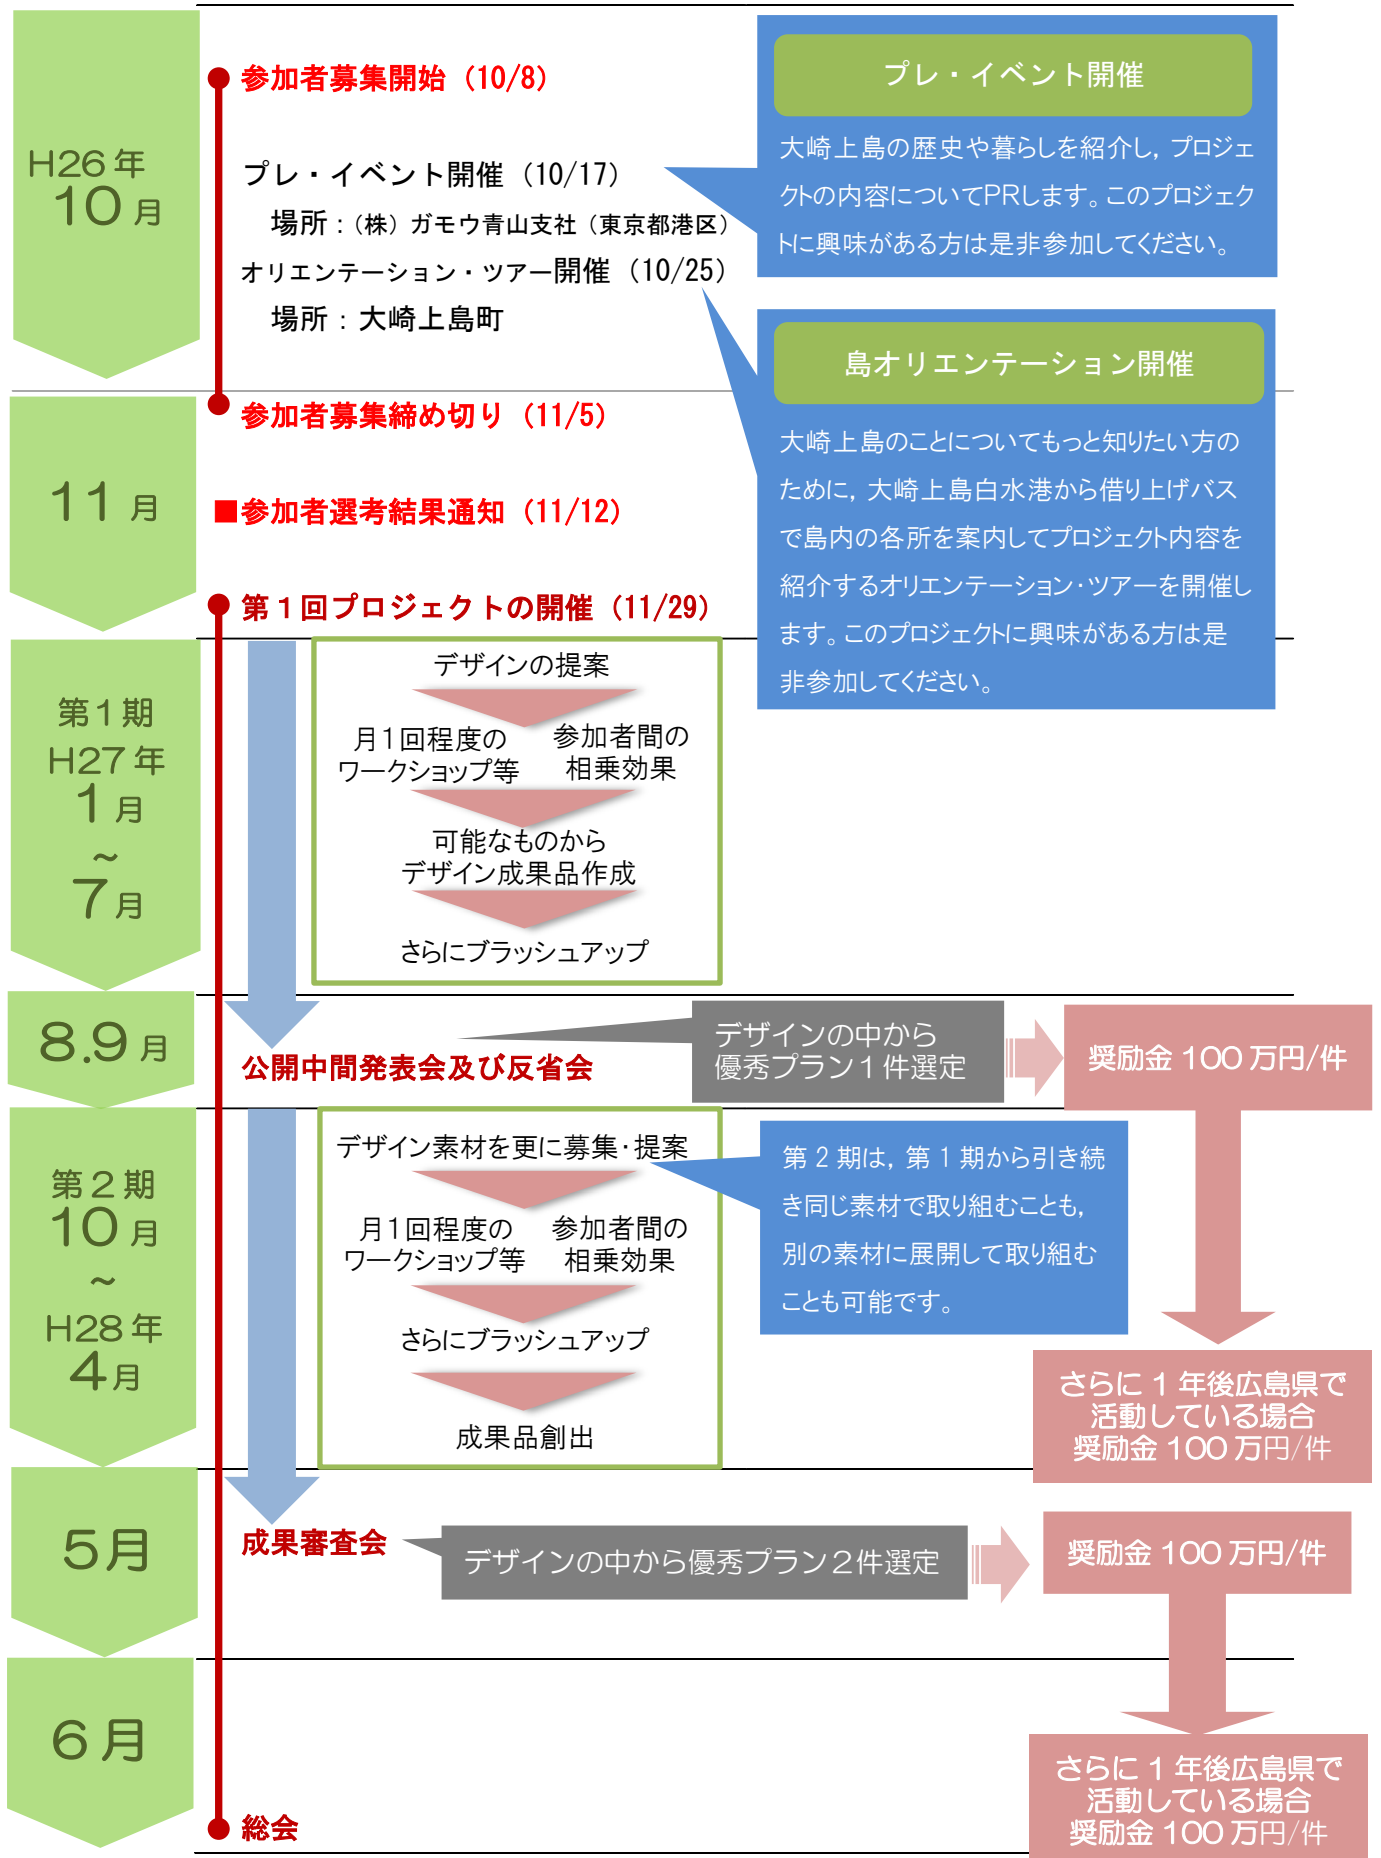 H26年
10月
参加者募集開始（10/8）
プレ・イベント開催（10/17）
場所：（株）ガモウ青山支社（東京都港区）
オリエンテーション・ツアー開催（10/25）
場所：大崎上島町
プレ・イベント開催
大崎上島の歴史や暮らしを紹介し，プロジェ
クトの内容についてPRします。このプロジェク
トに興味がある方は是非参加してください。
島オリエンテーション開催
大崎上島のことについてもっと知りたい方の
ために，大崎上島白水港から借り上げバス
で島内の各所を案内してプロジェクト内容を
紹介するオリエンテーション・ツアーを開催し
ます。このプロジェクトに興味がある方は是
非参加してください。
11月
参加者募集締め切り（11/5）
■参加者選考結果通知（11/12）
第１回プロジェクトの開催（11/29）
第１期
H27年
1月
～
7月
デザインの提案
月１回程度の
ワークショップ等
参加者間の
相乗効果
可能なものから
デザイン成果品作成
さらにブラッシュアップ
8.9月
公開中間発表会及び反省会
デザインの中から
優秀プラン１件選定
奨励金100万円/件
第２期
10月
～
H28年
4月
デザイン素材を更に募集・提案
月１回程度の
ワークショップ等
参加者間の
相乗効果
さらにブラッシュアップ
成果品創出
第２期は，第１期から引き続
き同じ素材で取り組むことも，
別の素材に展開して取り組む
ことも可能です。
さらに１年後広島県で
活動している場合
奨励金100万円/件
5月
成果審査会
デザインの中から優秀プラン２件選定
奨励金100万円/件
6月
総会
さらに１年後広島県で
活動している場合
奨励金100万円/件